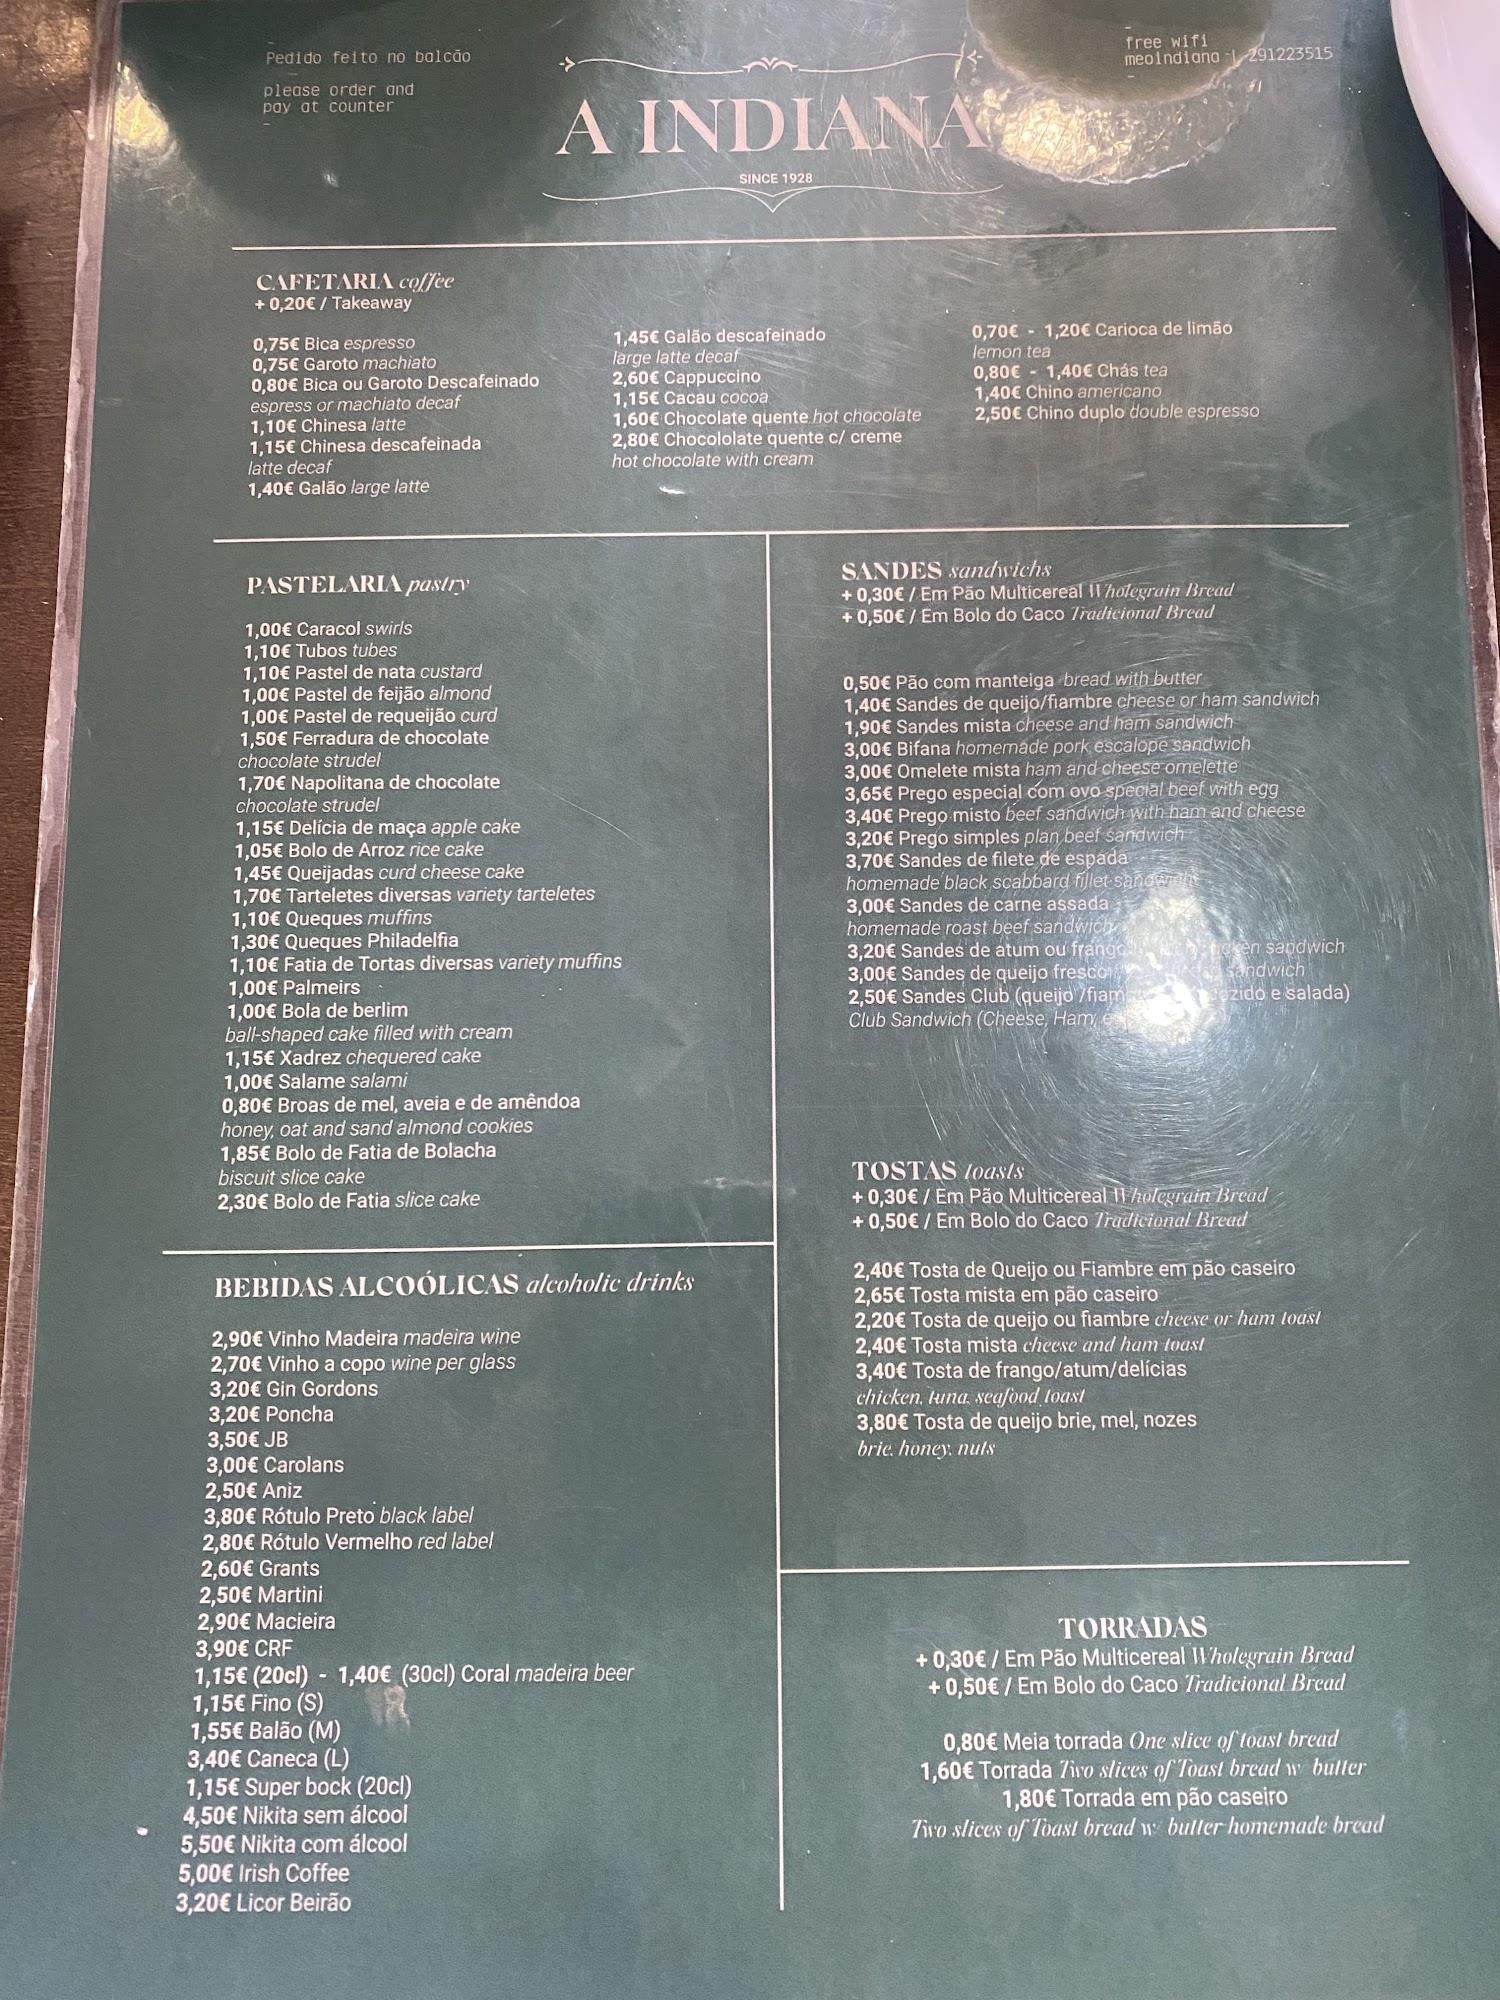 Pedido feito no balcão
please order and
pay at counter
free wifi
meoindiana - 291223515
A INDIANA
SINCE 1928
CAFETARIA coffee
+ 0,20€ / Takeaway
0,75€ Bica espresso
0,75€ Garoto machiato
0,80€ Bica ou Garoto Descafeinado
espress or machiato decaf
1,10€ Chinesa latte
1,15€ Chinesa descafeinada
latte decaf
1,40€ Galão large latte
1,45€ Galão descafeinado
large latte decaf
2,60€ Cappuccino
1,15€ Cacau cocoa
1,60€ Chocolate quente hot chocolate
2,80€ Chocololate quente c/ creme
hot chocolate with cream
0,70€ - 1,20€ Carioca de limão
lemon tea
0,80€ - 1,40€ Chás tea
1,40€ Chino americano
2,50€ Chino duplo double espresso
PASTELARIA pastry
1,00€ Caracol swirls
1,10€ Tubos tubes
1,10€ Pastel de nata custard
1,00€ Pastel de feijão almond
1,00€ Pastel de requeijão curd
1,50€ Ferradura de chocolate
chocolate strudel
1,70€ Napolitana de chocolate
chocolate strudel
1,15€ Delícia de maça apple cake
1,05€ Bolo de Arroz rice cake
1,45€ Queijadas curd cheese cake
1,70€ Tarteletes diversas variety tarteletes
1,10€ Queques muffins
1,30€ Queques Philadelfia
1,10€ Fatia de Tortas diversas variety muffins
1,00€ Palmeirs
1,00€ Bola de berlim
ball-shaped cake filled with cream
1,15€ Xadrez chequered cake
1,00€ Salame salami
0,80€ Broas de mel, aveia e de amêndoa
honey, oat and sand almond cookies
1,85€ Bolo de Fatia de Bolacha
biscuit slice cake
2,30€ Bolo de Fatia slice cake
BEBIDAS ALCOÓLICAS alcoholic drinks
2,90€ Vinho Madeira madeira wine
2,70€ Vinho a copo wine per glass
3,20€ Gin Gordons
3,20€ Poncha
3,50€ JB
3,00€ Carolans
2,50€ Aniz
3,80€ Rótulo Preto black label
2,80€ Rótulo Vermelho red label
2,60€ Grants
2,50€ Martini
2,90€ Macieira
3,90€ CRF
1,15€ (20cl) - 1,40€ (30cl) Coral madeira beer
1,15€ Fino (S)
1,55€ Balão (M)
3,40€ Caneca (L)
1,15€ Super bock (20cl)
4,50€ Nikita sem álcool
5,50€ Nikita com álcool
5,00€ Irish Coffee
3,20€ Licor Beirão
SANDES sandwichs
+ 0,30€ / Em Pão Multicereal Wholegrain Bread
+ 0,50€ / Em Bolo do Caco Tradicional Bread
0,50€ Pão com manteiga bread with butter
1,40€ Sandes de queijo/fiambre cheese or ham sandwich
1,90€ Sandes mista cheese and ham sandwich
3,00€ Bifana homemade pork escalope sandwich
3,00€ Omelete mista ham and cheese omelette
3,65€ Prego especial com ovo special beef with egg
3,40€ Prego misto beef sandwich with ham and cheese
3,20€ Prego simples plan beef sandwich
3,70€ Sandes de filete de espada
homemade black scabbard fillet sandwich
3,00€ Sandes de carne assada
homemade roast beef sandwich
3,20€ Sandes de atum ou frango sandwich
3,00€ Sandes de queijo fresco sandwich
2,50€ Sandes Club (queijo /fiam e salada)
Club Sandwich (Cheese, Ham,
TOSTAS toasts
+ 0,30€ / Em Pão Multicereal Wholegrain Bread
+ 0,50€ / Em Bolo do Caco Tradicional Bread
2,40€ Tosta de Queijo ou Fiambre em pão caseiro
2,65€ Tosta mista em pão caseiro
2,20€ Tosta de queijo ou fiambre cheese or ham toast
2,40€ Tosta mista cheese and ham toast
3,40€ Tosta de frango/atum/delícias
chicken, tuna, seafood toast
3,80€ Tosta de queijo brie, mel, nozes
brie, honey, nuts
TORRADAS
+ 0,30€ / Em Pão Multicereal Wholegrain Bread
+ 0,50€ / Em Bolo do Caco Tradicional Bread
0,80€ Meia torrada One slice of toast bread
1,60€ Torrada Two slices of Toast bread w/ butter
1,80€ Torrada em pão caseiro
Two slices of Toast bread w/ butter homemade bread